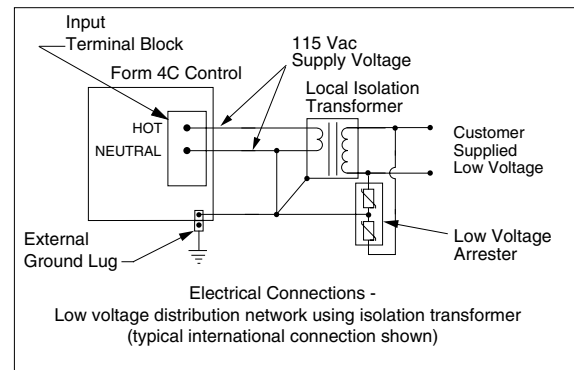 Input
Terminal Block
Form 4C Control
115 Vac
Supply Voltage
Local Isolation
Transformer
HOT
NEUTRAL
Customer
Supplied
Low Voltage
External
Ground Lug
Low Voltage
Arrester
Electrical Connections -
Low voltage distribution network using isolation transformer
(typical international connection shown)